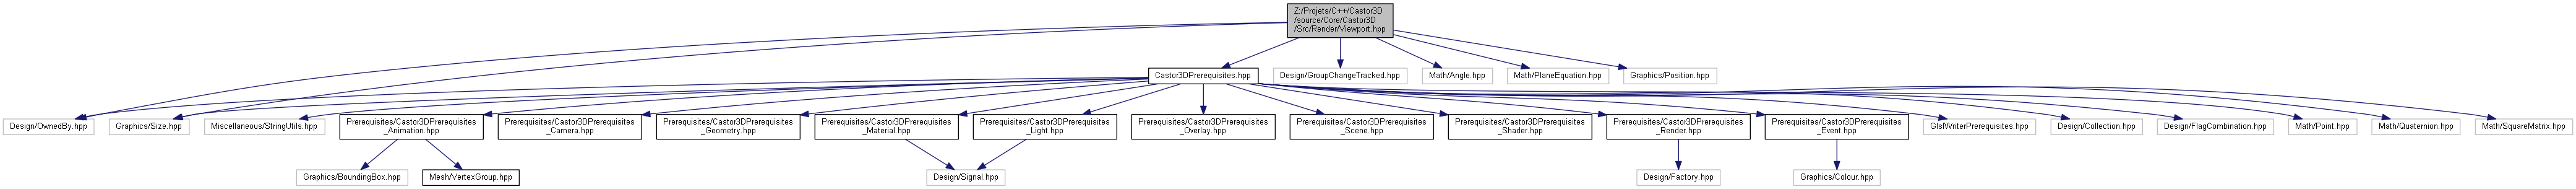 Z:/Projets/C++/Castor3D
/source/Core/Castor3D
/Src/Render/Viewport.hpp
Castor3DPrerequisites.hpp
Design/GroupChangeTracked.hpp
Math/Angle.hpp
Math/PlaneEquation.hpp
Graphics/Position.hpp
Design/OwnedBy.hpp
Graphics/Size.hpp
Miscellaneous/StringUtils.hpp
Prerequisites/Castor3DPrerequisites
_Animation.hpp
Prerequisites/Castor3DPrerequisites
_Camera.hpp
Prerequisites/Castor3DPrerequisites
_Geometry.hpp
Prerequisites/Castor3DPrerequisites
_Material.hpp
Prerequisites/Castor3DPrerequisites
_Light.hpp
Prerequisites/Castor3DPrerequisites
_Overlay.hpp
Prerequisites/Castor3DPrerequisites
_Scene.hpp
Prerequisites/Castor3DPrerequisites
_Shader.hpp
Prerequisites/Castor3DPrerequisites
_Render.hpp
Prerequisites/Castor3DPrerequisites
_Event.hpp
GlslWriterPrerequisites.hpp
Design/Collection.hpp
Design/FlagCombination.hpp
Math/Point.hpp
Math/Quaternion.hpp
Math/SquareMatrix.hpp
Graphics/BoundingBox.hpp
Mesh/VertexGroup.hpp
Design/Signal.hpp
Design/Factory.hpp
Graphics/Colour.hpp